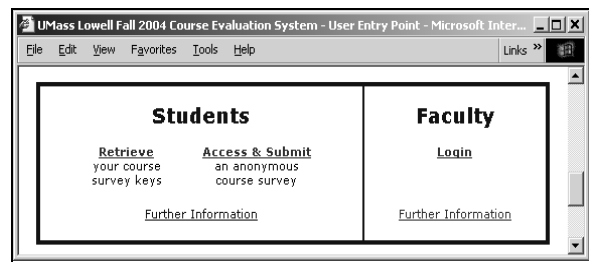 UMass Lowell Fall 2004 Course Evaluation System - User Entry Point - Microsoft Inter...
File Edit View Favorites Tools Help Links »
Students
Retrieve
your course
survey keys
Access & Submit
an anonymous
course survey
Further Information
Faculty
Login
Further Information